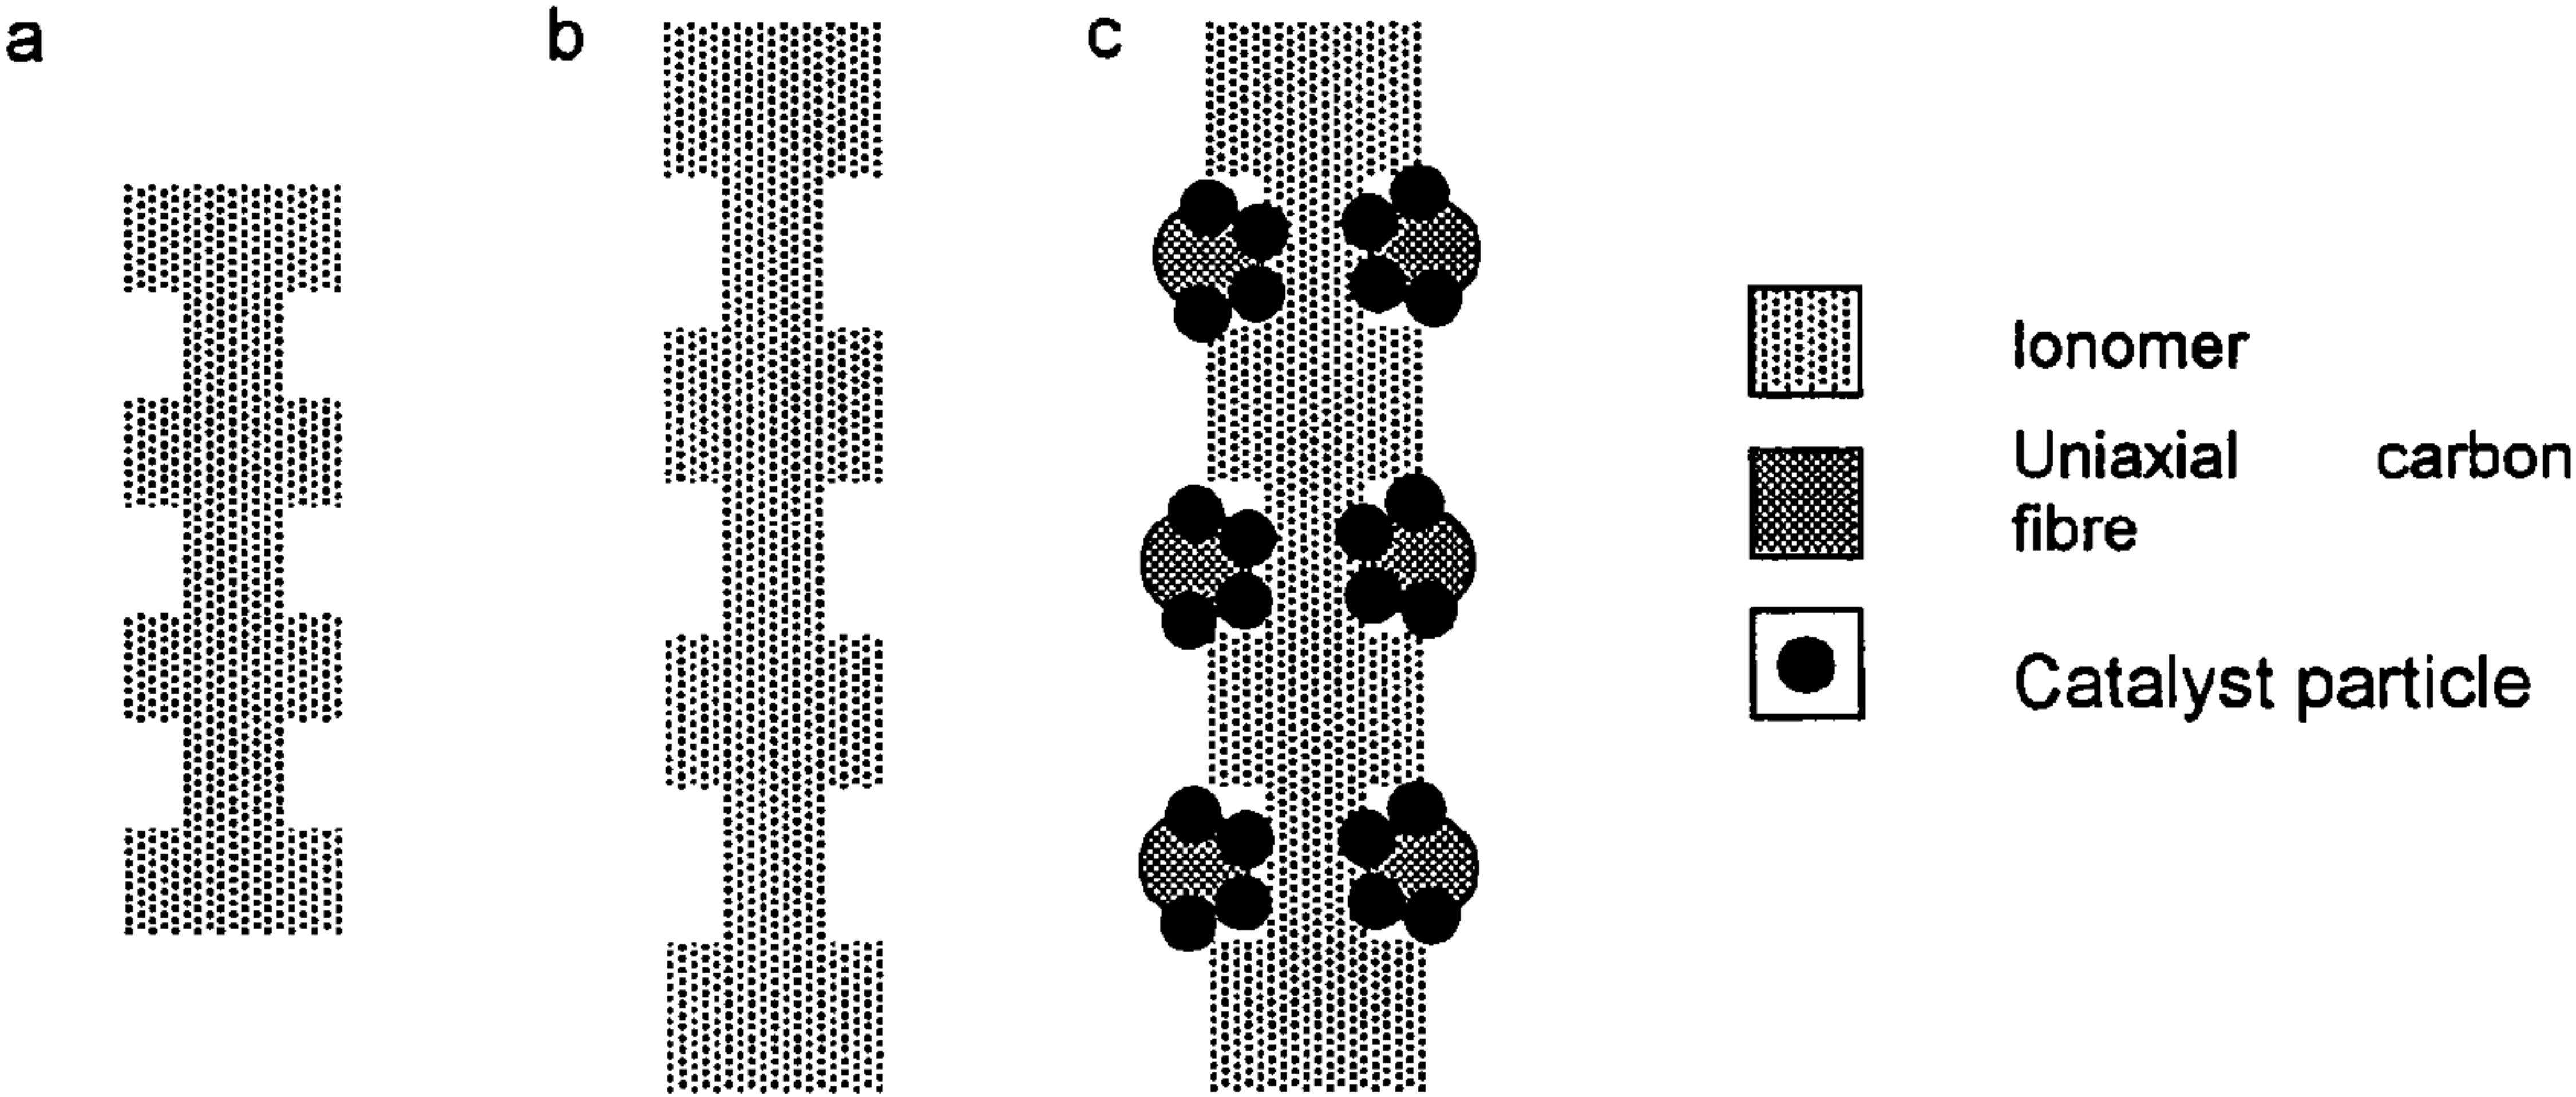 a
b
c
Ionomer
Uniaxial carbon
fibre
Catalyst particle